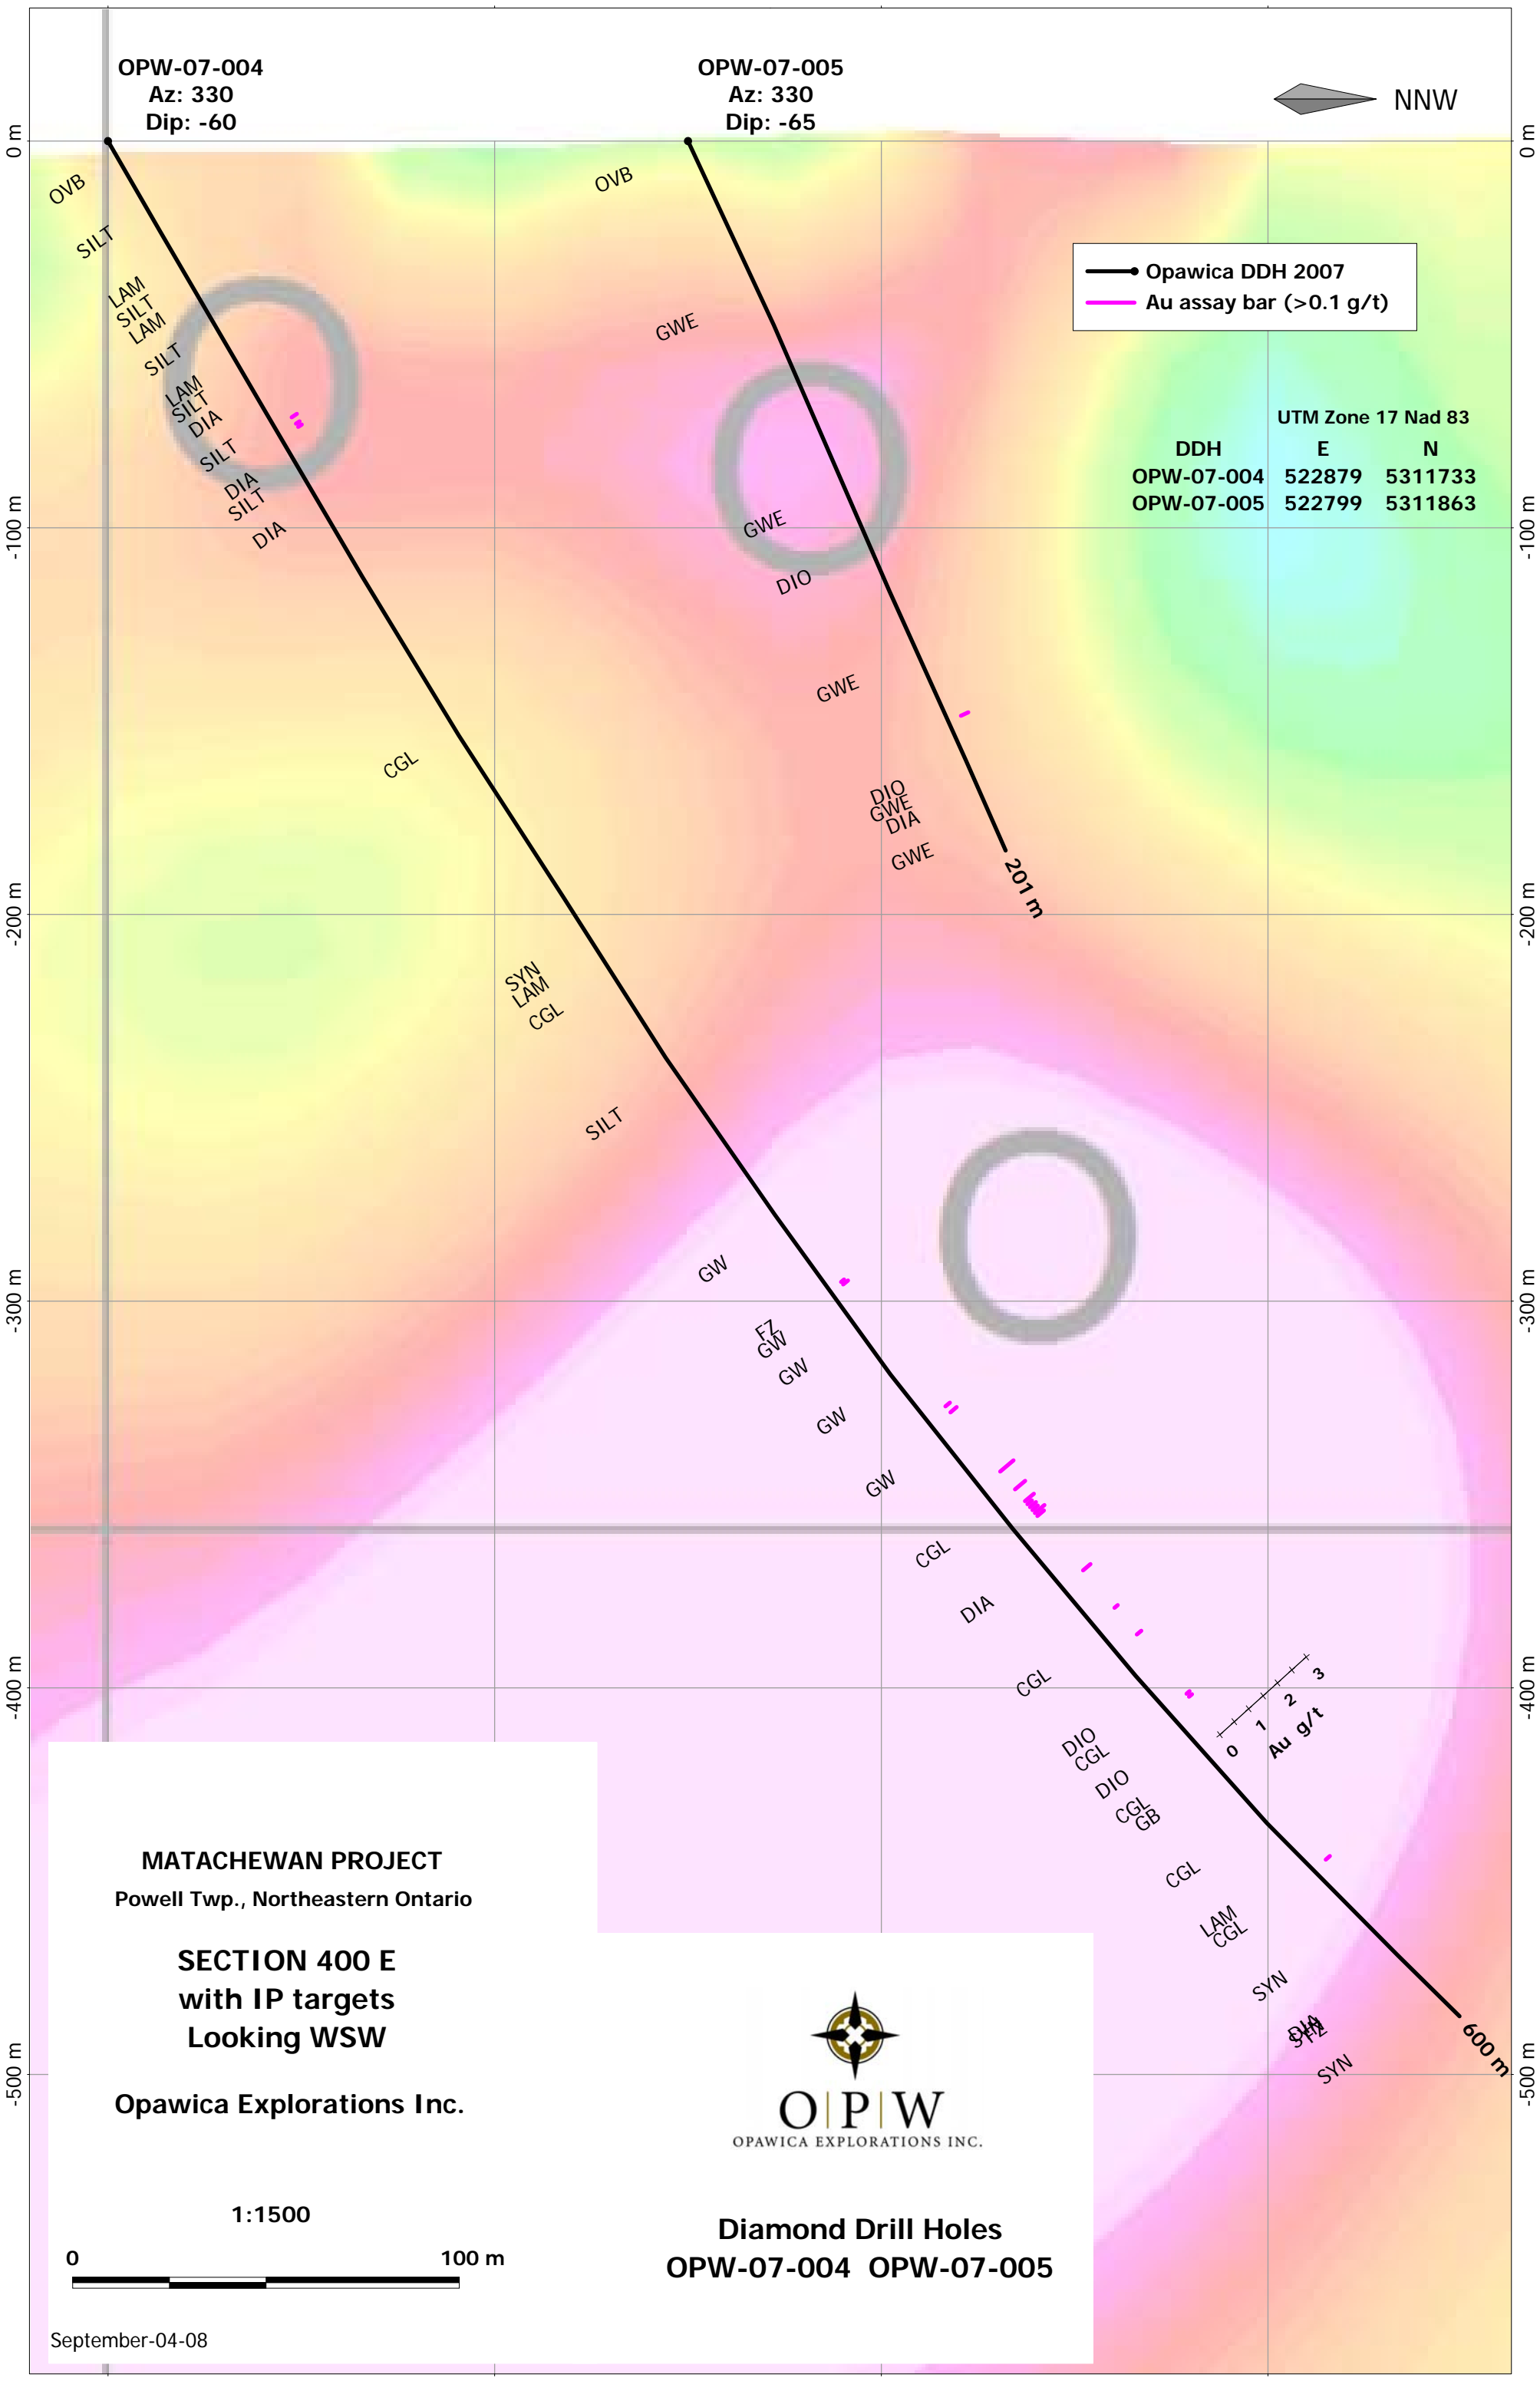 OPW-07-004
Az: 330
Dip: -60
OPW-07-005
Az: 330
Dip: -65
NNW
0 m
0 m
OVB
OVB
SILT
Opawica DDH 2007
Au assay bar (>0.1 g/t)
LAM
SILT
LAM
GWE
SILT
LAM
SILT
DIA
SILT
UTM Zone 17 Nad 83
DDH E N
OPW-07-004 522879 5311733
OPW-07-005 522799 5311863
DIA
SILT
DIA
GWE
-100 m
-100 m
DIO
GWE
CGL
DIO
GWE
DIA
GWE
201 m
-200 m
-200 m
SYN
LAM
CGL
SILT
GW
-300 m
-300 m
FZ
GW
GW
GW
GW
CGL
DIA
CGL
-400 m
-400 m
0 1 2 3
Au g/t
DIO
CGL
DIO
CGL
GB
CGL
LAM
CGL
SYN
DIA
FZ
SYN
600 m
-500 m
-500 m
MATACHEWAN PROJECT
Powell Twp., Northeastern Ontario
SECTION 400 E
with IP targets
Looking WSW
Opawica Explorations Inc.
1:1500
0 100 m
September-04-08
O|P|W
OPAWICA EXPLORATIONS INC.
Diamond Drill Holes
OPW-07-004 OPW-07-005